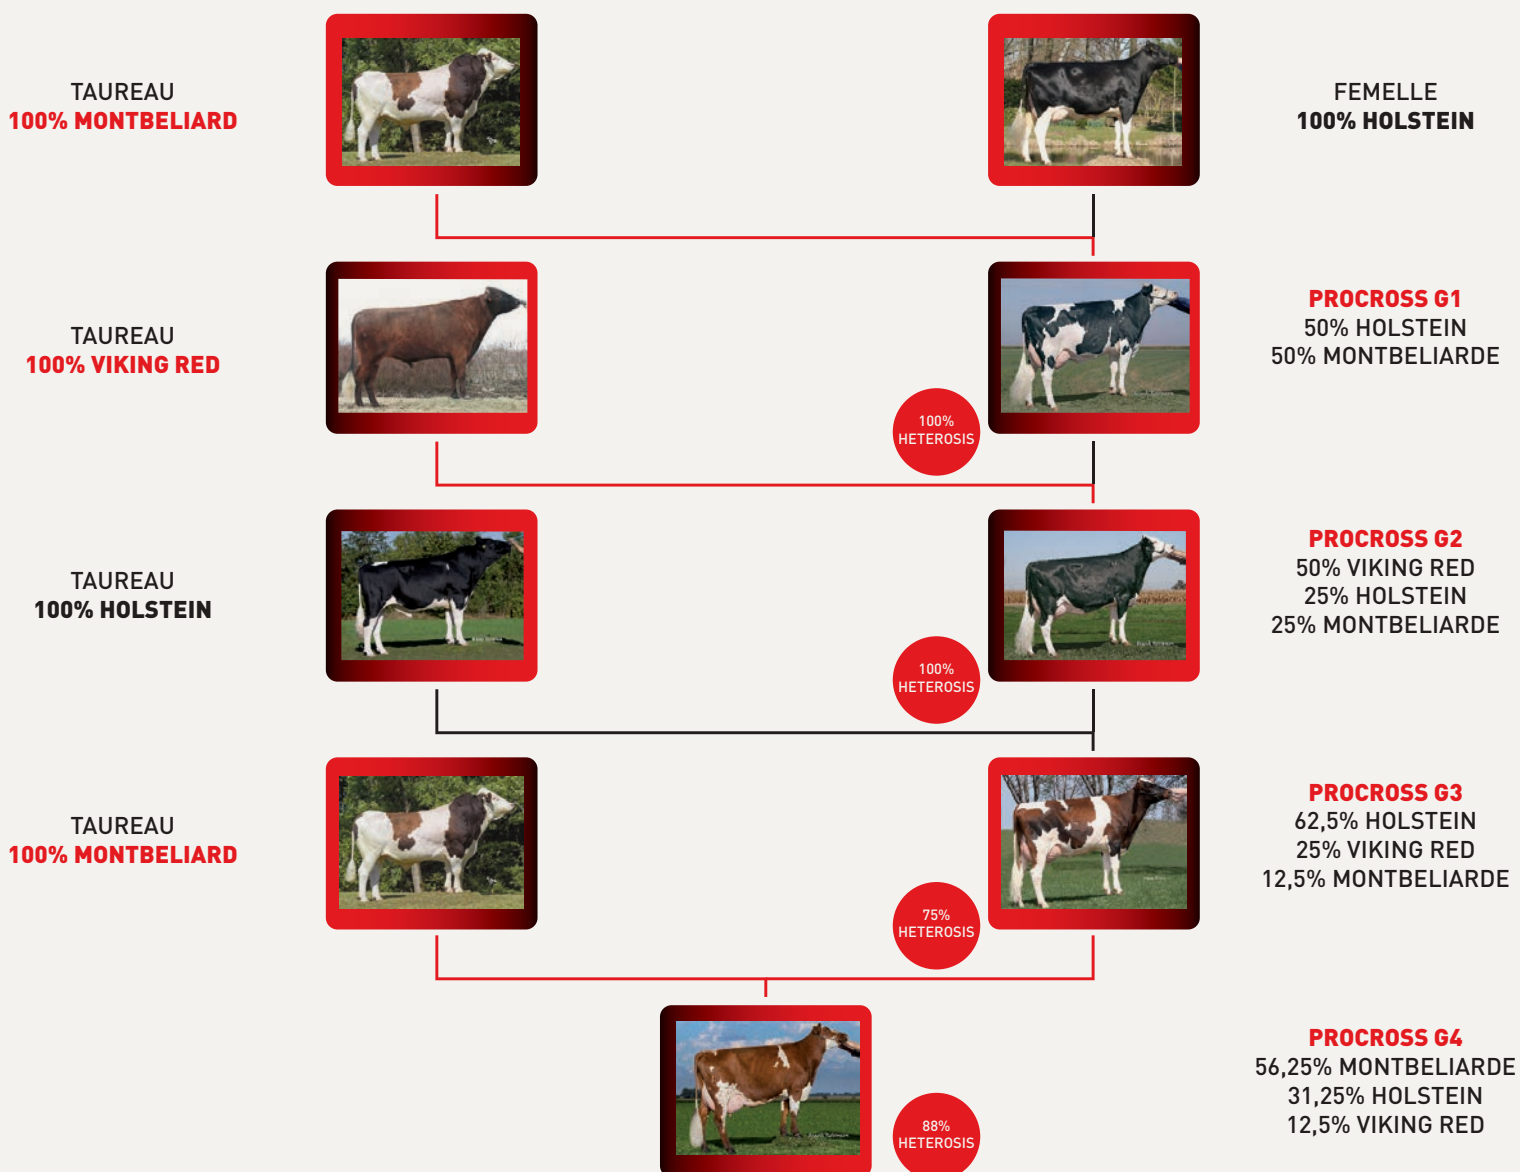 TAUREAU
100% MONTBELIARD
FEMELLE
100% HOLSTEIN
TAUREAU
100% VIKING RED
100%
HETEROSIS
PROCROSS G1
50% HOLSTEIN
50% MONTBELIARDE
TAUREAU
100% HOLSTEIN
100%
HETEROSIS
PROCROSS G2
50% VIKING RED
25% HOLSTEIN
25% MONTBELIARDE
TAUREAU
100% MONTBELIARD
75%
HETEROSIS
PROCROSS G3
62,5% HOLSTEIN
25% VIKING RED
12,5% MONTBELIARDE
88%
HETEROSIS
PROCROSS G4
56,25% MONTBELIARDE
31,25% HOLSTEIN
12,5% VIKING RED